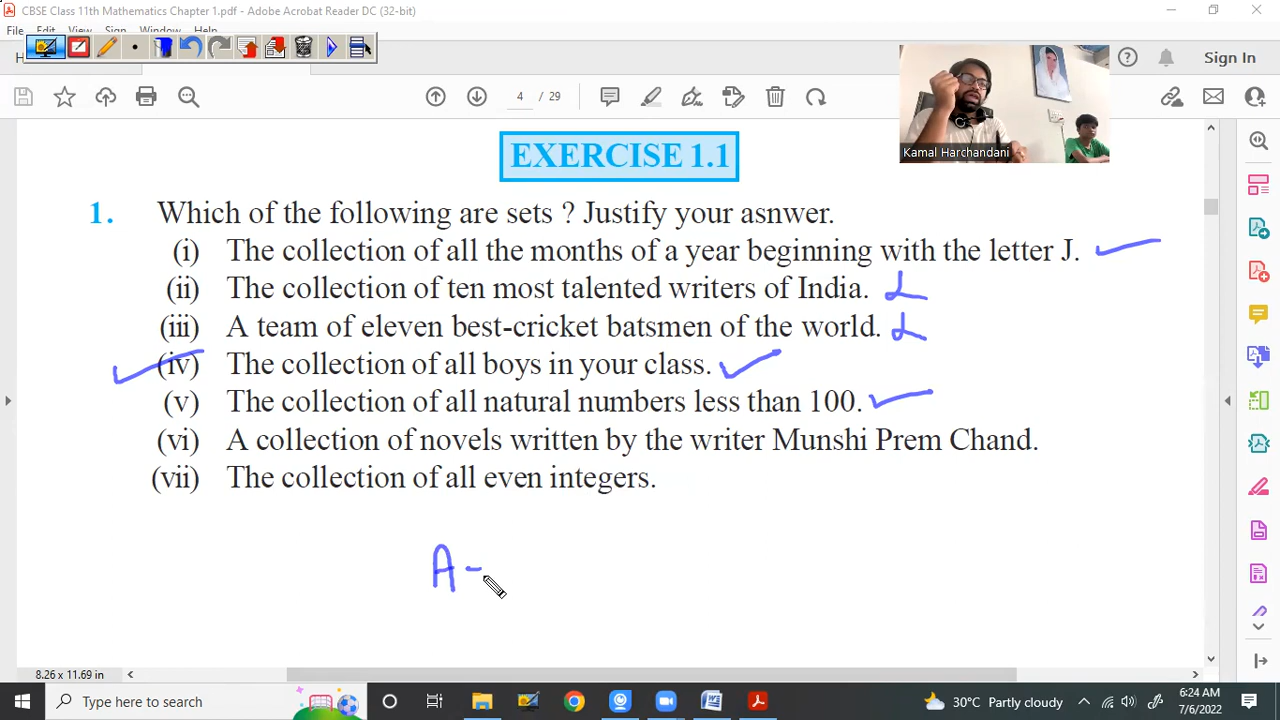 CBSE Class 11th Mathematics Chapter 1.pdf - Adobe Acrobat Reader DC (32-bit)
File Edit View Sign Window Help
Sign In
4 / 29
Kamal Harchandani
EXERCISE 1.1
1. Which of the following are sets ? Justify your asnwer.
(i) The collection of all the months of a year beginning with the letter J.
(ii) The collection of ten most talented writers of India.
(iii) A team of eleven best-cricket batsmen of the world.
(iv) The collection of all boys in your class.
(v) The collection of all natural numbers less than 100.
(vi) A collection of novels written by the writer Munshi Prem Chand.
(vii) The collection of all even integers.
A -
8.26 x 11.69 in
Type here to search
30°C Partly cloudy
6:24 AM
7/6/2022